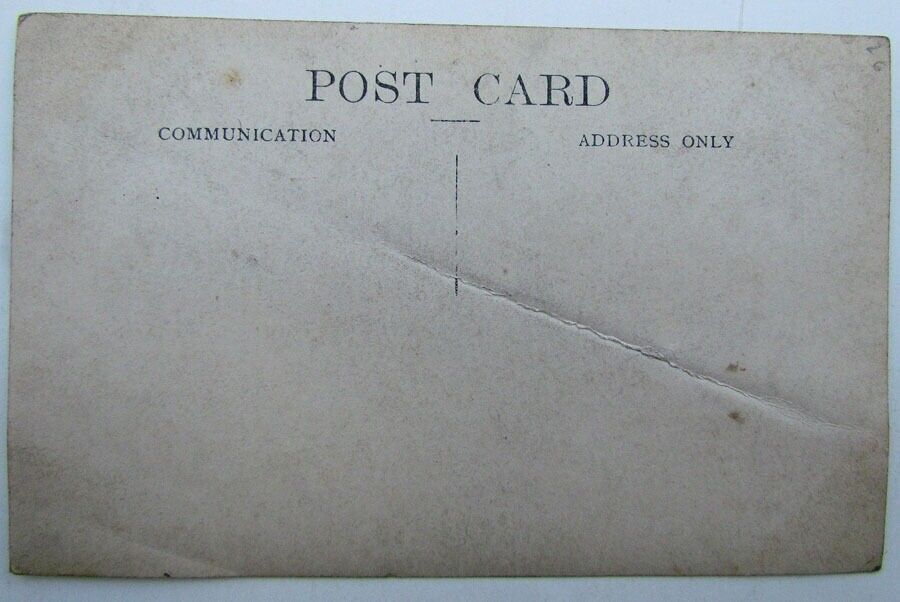 POST CARD
COMMUNICATION
ADDRESS ONLY